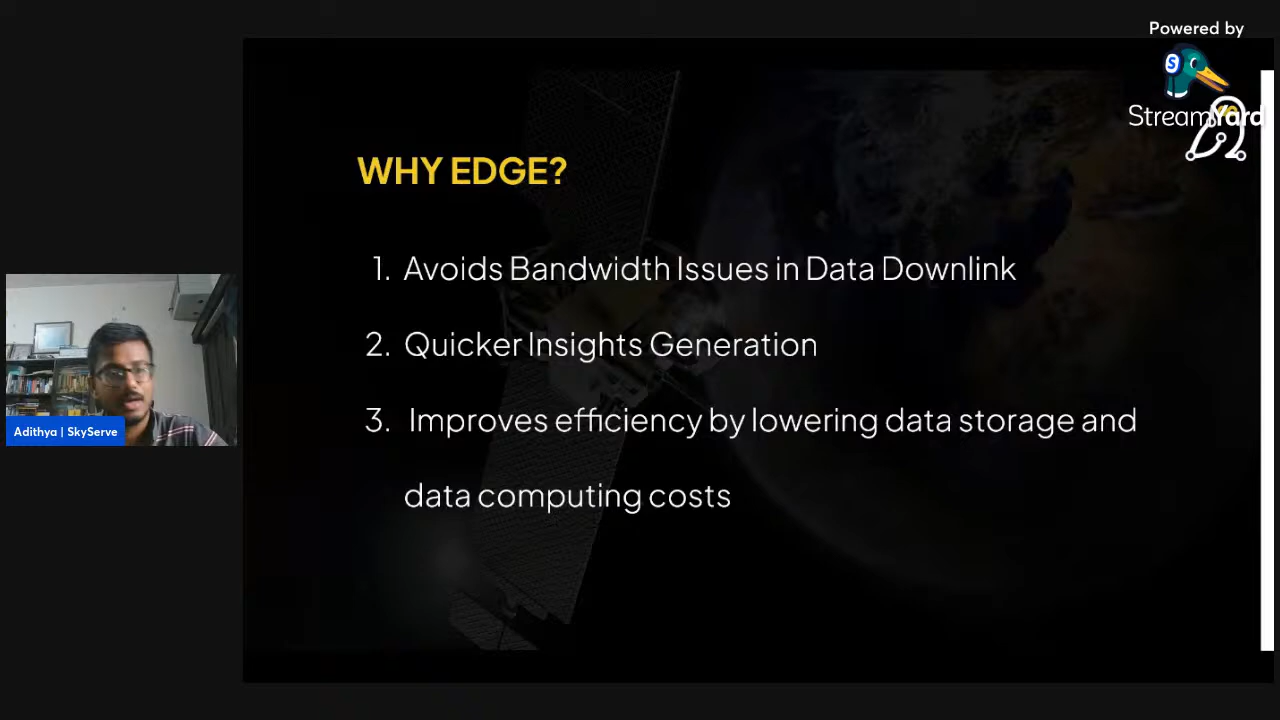 Powered by
StreamYard
WHY EDGE?
1. Avoids Bandwidth Issues in Data Downlink
2. Quicker Insights Generation
3. Improves efficiency by lowering data storage and
data computing costs
Adithya | SkyServe